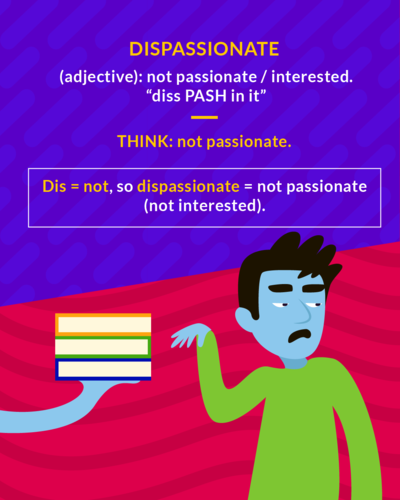 DISPASSIONATE
(adjective): not passionate / interested.
“diss PASH in it”
THINK: not passionate.
Dis = not, so dispassionate = not passionate
(not interested).